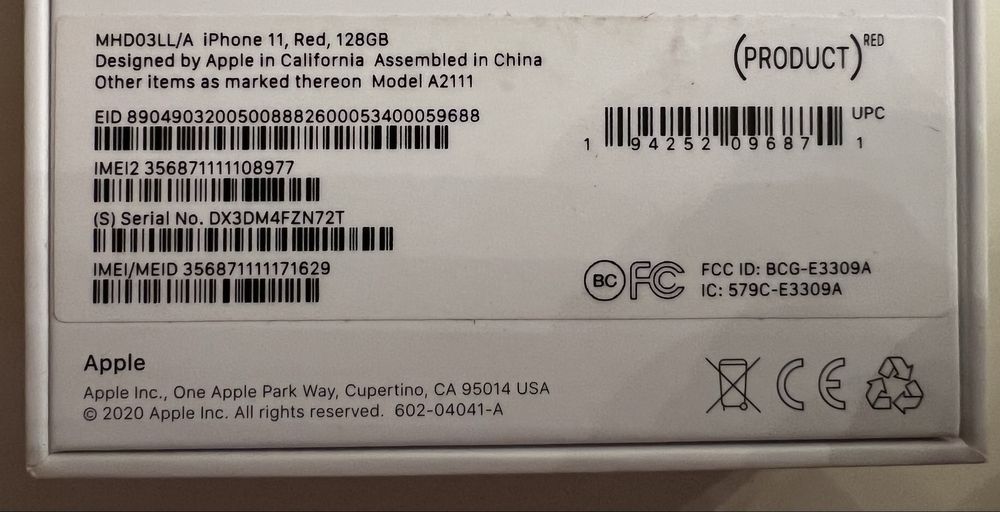 MHD03LL/A iPhone 11, Red, 128GB
Designed by Apple in California Assembled in China
Other items as marked thereon Model A2111
(PRODUCT)RED
EID 89049032005008882600053400059688
UPC
1 94252 09687 1
IMEI2 356871111108977
(S) Serial No. DX3DM4FZN72T
IMEI/MEID 356871111171629
BC FC
FCC ID: BCG-E3309A
IC: 579C-E3309A
Apple
Apple Inc., One Apple Park Way, Cupertino, CA 95014 USA
© 2020 Apple Inc. All rights reserved. 602-04041-A
CE